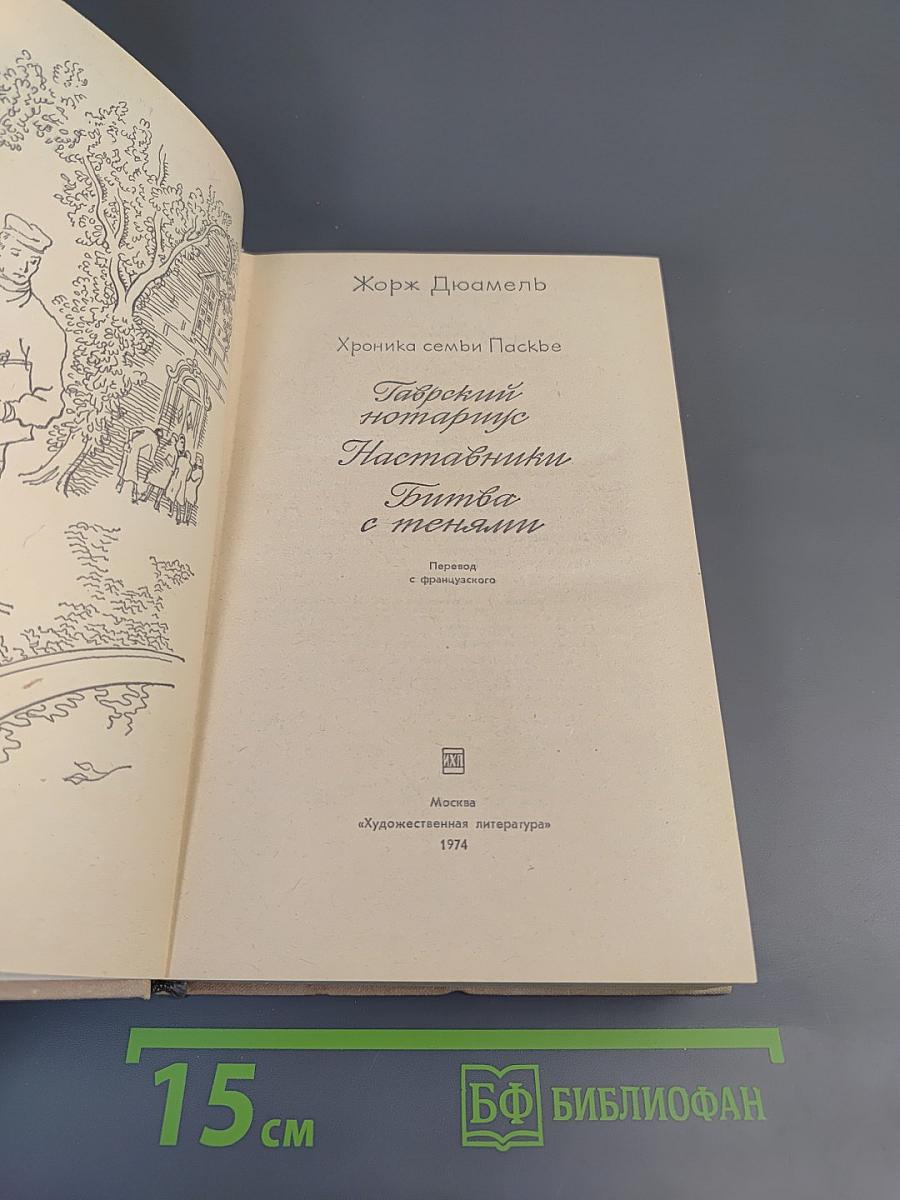 Жорж Дюамель
Хроника семьи Паскье
Гаврский
нотариус
Наставники
Битва
с тенями
Перевод
с французского
ИХЛ
Москва
«Художественная литература»
1974
15 см
БФ БИБЛИОФАН